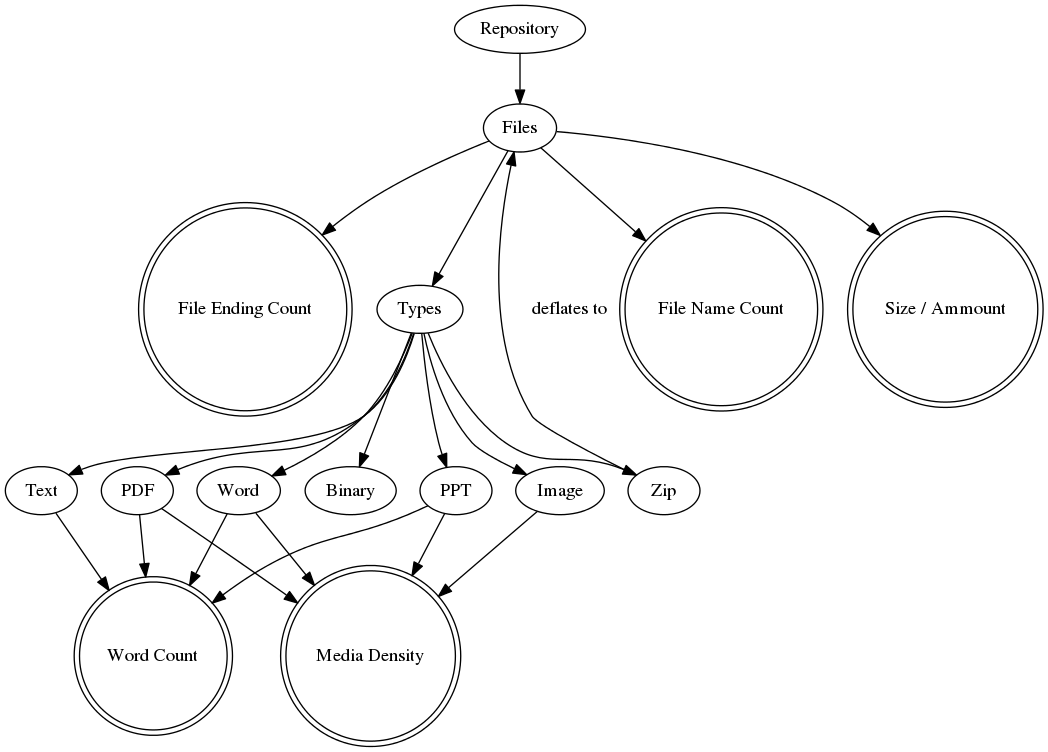 Repository
Files
File Ending Count
Types
deflates to
File Name Count
Size / Ammount
Text
PDF
Word
Binary
PPT
Image
Zip
Word Count
Media Density